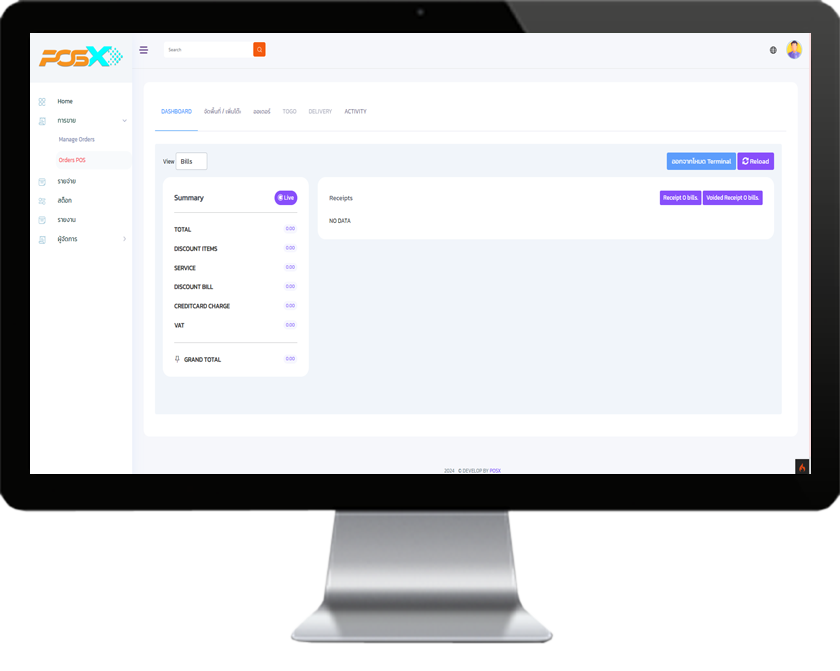 POSX
Search
Home
การขาย
Manage Orders
Orders POS
รายจ่าย
สต็อก
รายงาน
ผู้จัดการ
DASHBOARD จัดพื้นที่ / เพิ่มโต๊ะ ออเดอร์ TOGO DELIVERY ACTIVITY
View Bills
ออกจากโหมด Terminal Reload
Summary Live
TOTAL 0.00
DISCOUNT ITEMS 0.00
SERVICE 0.00
DISCOUNT BILL 0.00
CREDITCARD CHARGE 0.00
VAT 0.00
GRAND TOTAL 0.00
Receipts Receipt 0 bills. Voided Receipt 0 bills.
NO DATA
2024 © DEVELOP BY POSX